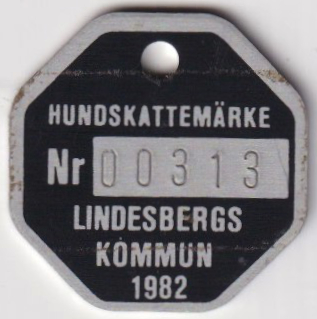 HUNDSKATTEMÄRKE
Nr 00313
LINDESBERGS
KOMMUN
1982